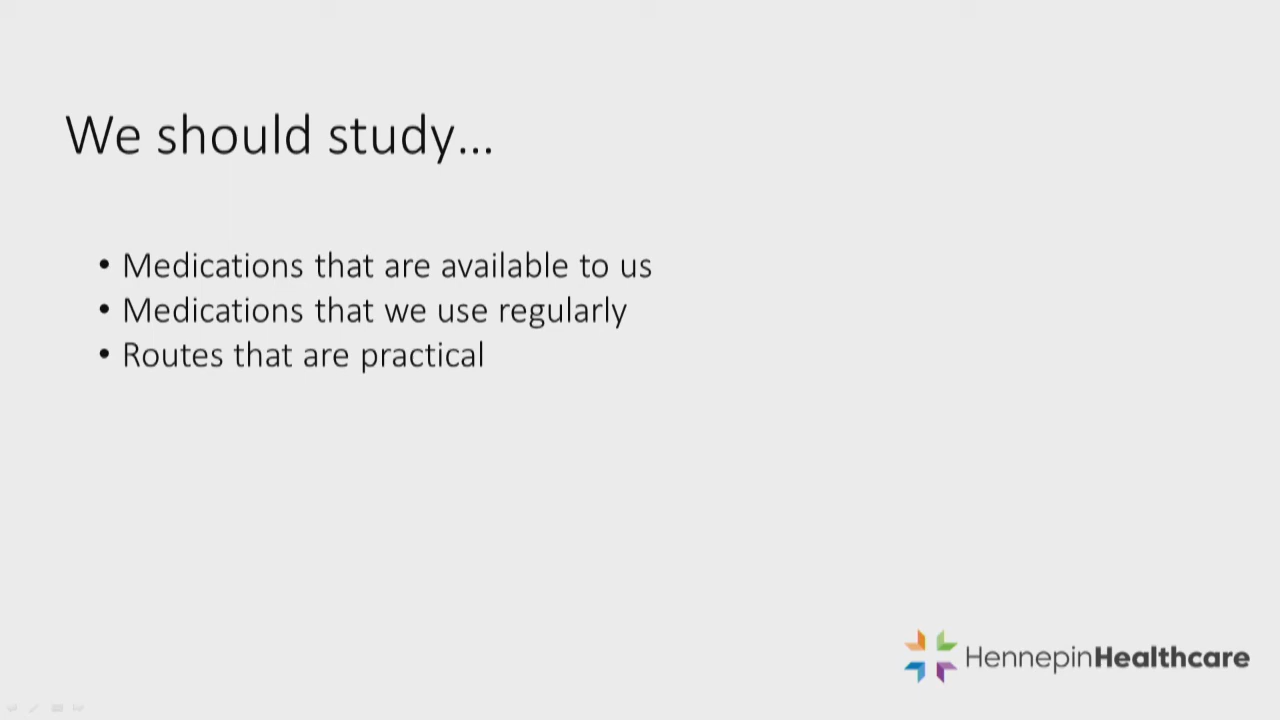 We should study...
• Medications that are available to us
• Medications that we use regularly
• Routes that are practical
HennepinHealthcare